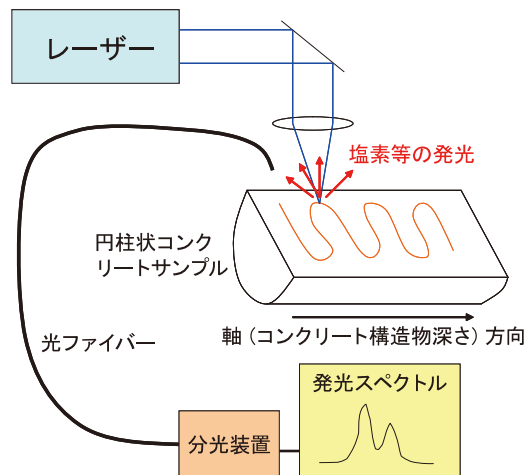 レーザー
塩素等の発光
円柱状コンク
リートサンプル
軸（コンクリート構造物深さ）方向
光ファイバー
発光スペクトル
分光装置